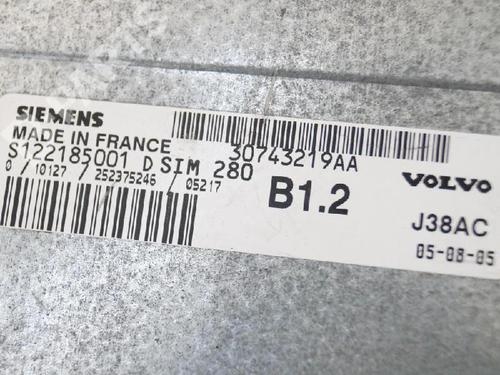 SIEMENS
MADE IN FRANCE
30743219AA
S122185001 D SIM 280
0 / 10127 / 252375246 / 05217
B1.2
VOLVO
J38AC
05-08-05